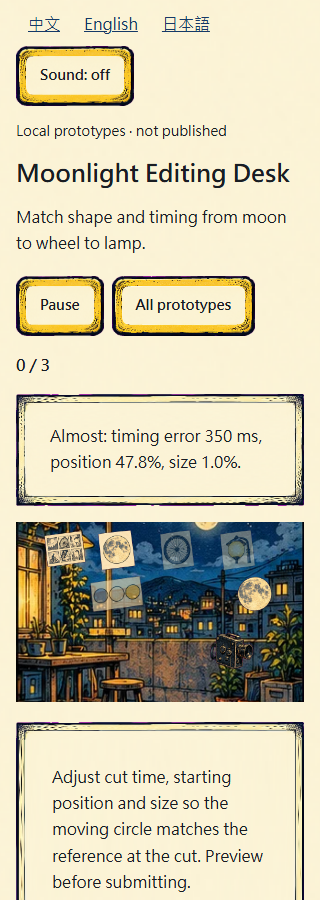 中文 English 日本語
Sound: off
Local prototypes · not published
Moonlight Editing Desk
Match shape and timing from moon
to wheel to lamp.
Pause All prototypes
0 / 3
Almost: timing error 350 ms,
position 47.8%, size 1.0%.
Adjust cut time, starting
position and size so the
moving circle matches the
reference at the cut. Preview
before submitting.